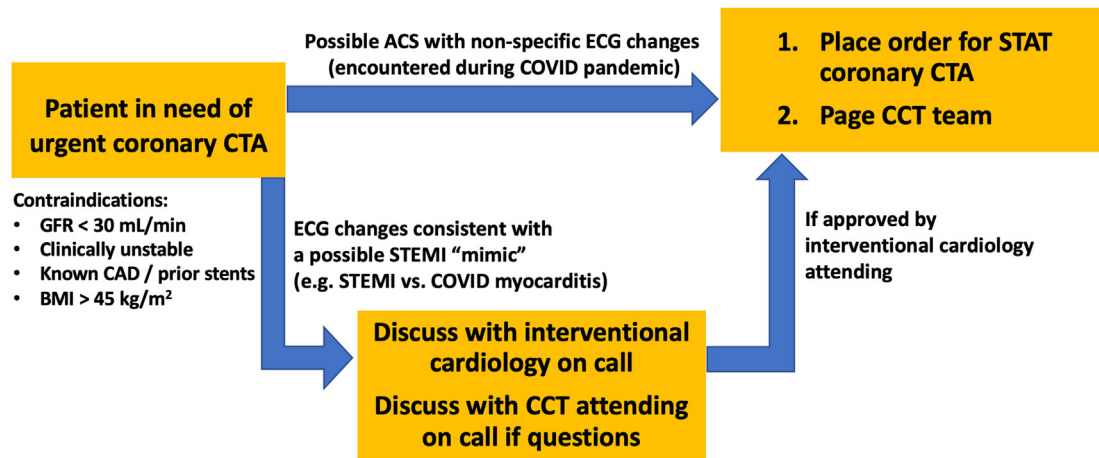 Possible ACS with non-specific ECG changes
(encountered during COVID pandemic)
1. Place order for STAT
coronary CTA
2. Page CCT team
Patient in need of
urgent coronary CTA
Contraindications:
• GFR < 30 mL/min
• Clinically unstable
• Known CAD / prior stents
• BMI > 45 kg/m²
ECG changes consistent with
a possible STEMI “mimic”
(e.g. STEMI vs. COVID myocarditis)
If approved by
interventional cardiology
attending
Discuss with interventional
cardiology on call
Discuss with CCT attending
on call if questions